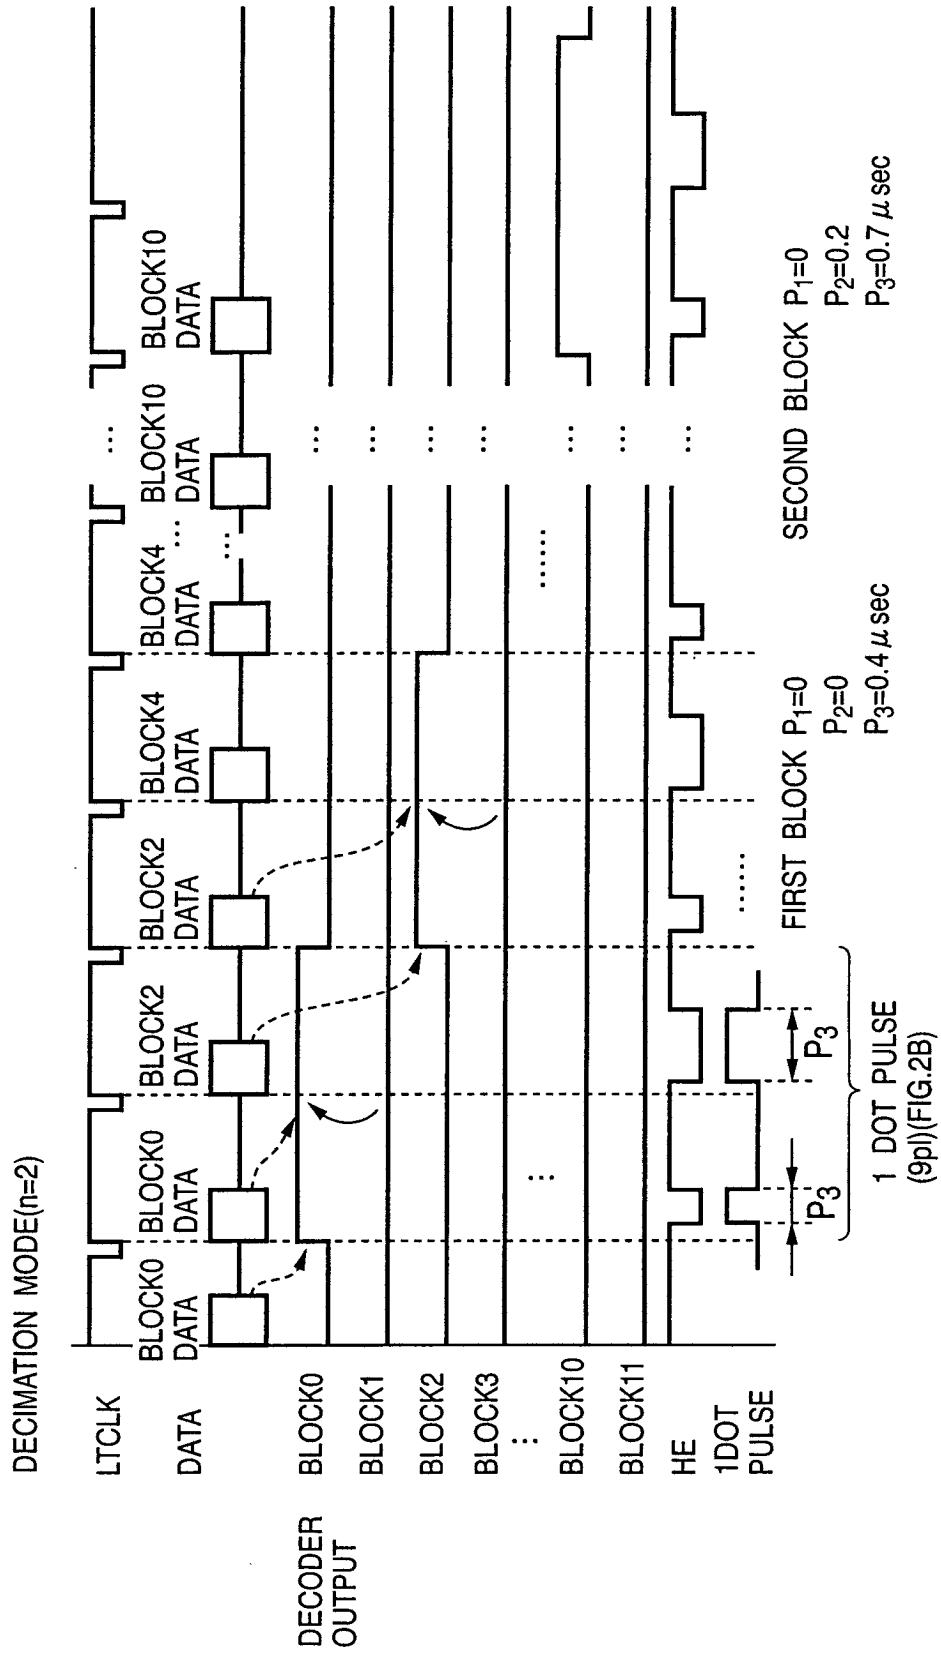 DECIMATION MODE(n=2)
LTCLK
...
DATA
BLOCK0
DATA
BLOCK0
DATA
BLOCK2
DATA
BLOCK2
DATA
BLOCK4
DATA
BLOCK4
DATA
...
...
BLOCK10
DATA
BLOCK10
DATA
DECODER
OUTPUT
BLOCK0
...
BLOCK1
...
BLOCK2
...
BLOCK3
...
...
...
......
BLOCK10
...
BLOCK11
...
HE
...
1DOT
PULSE
......
P3
P3
1 DOT PULSE
(9pl)(FIG.2B)
FIRST BLOCK P1=0
P2=0
P3=0.4 μsec
SECOND BLOCK P1=0
P2=0.2
P3=0.7 μsec